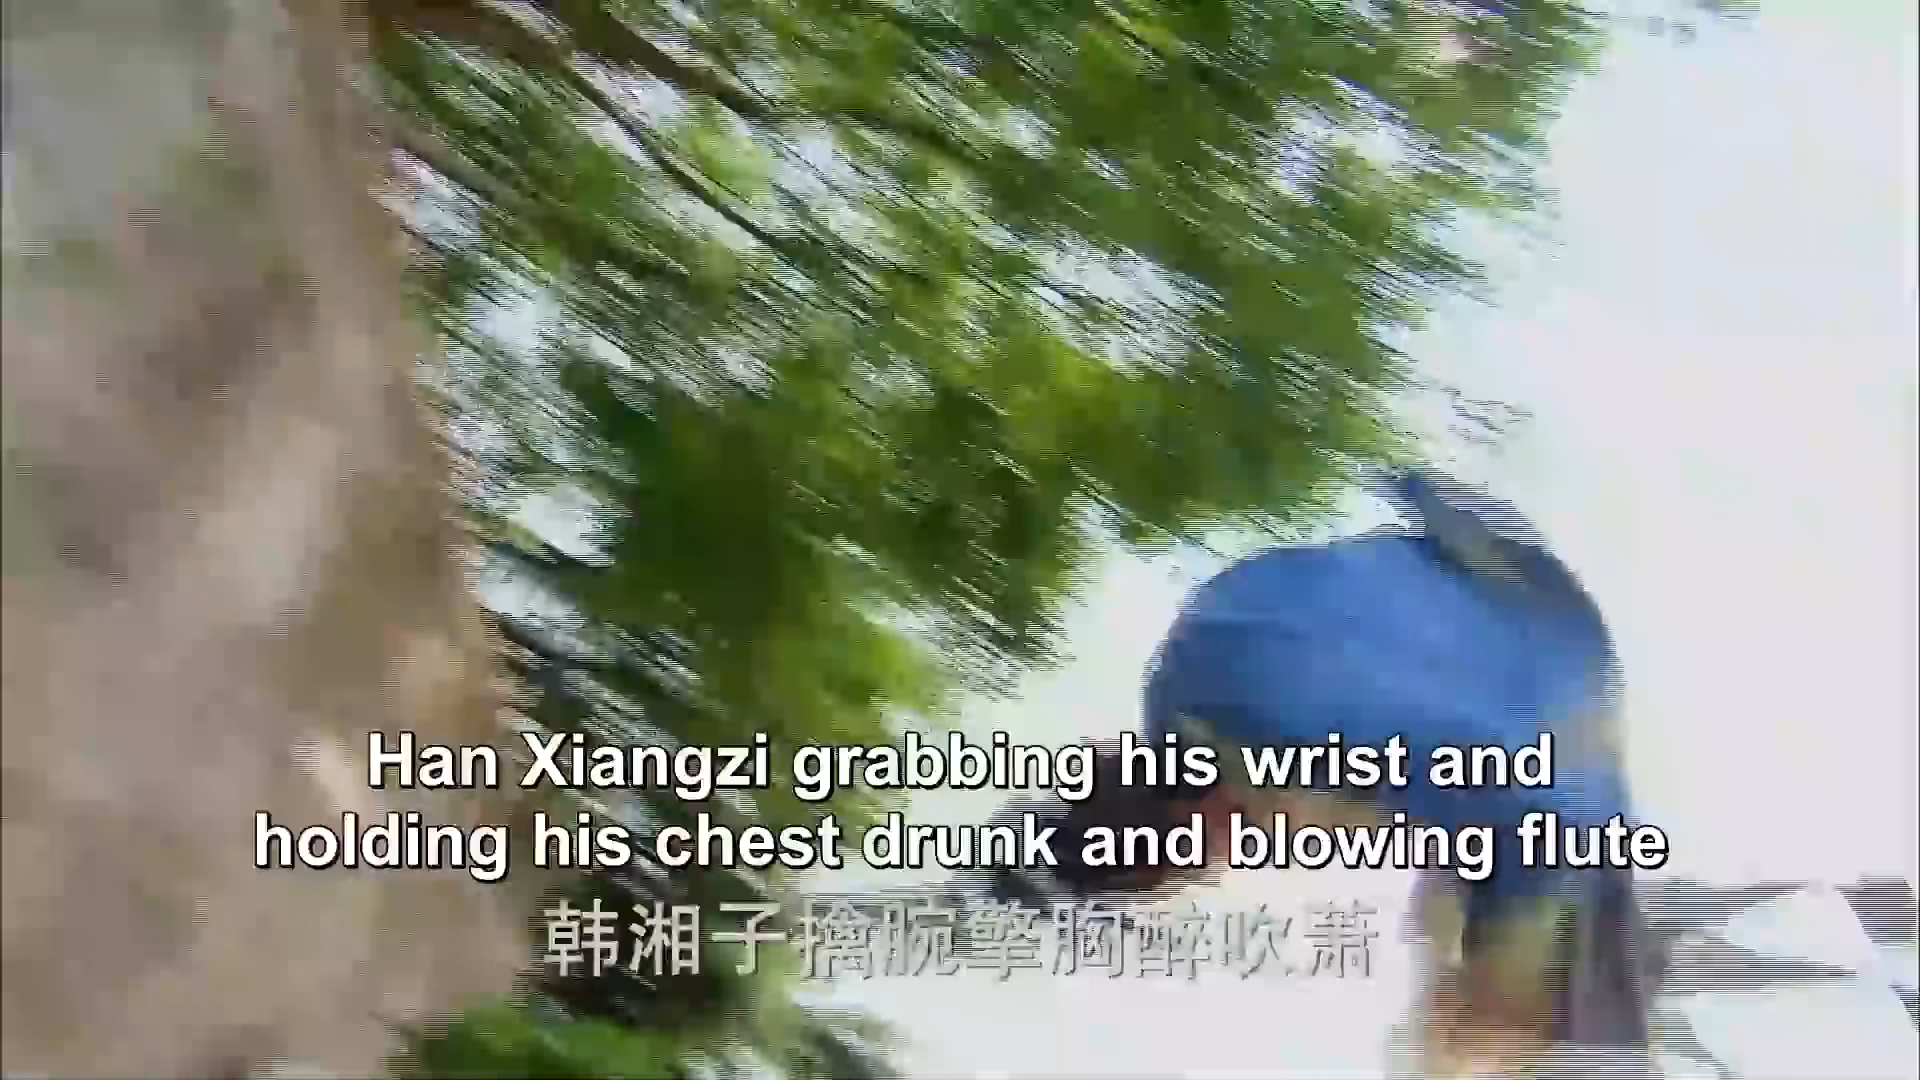 Han Xiangzi grabbing his wrist and
holding his chest drunk and blowing flute
韩湘子擒腕擎胸醉吹萧